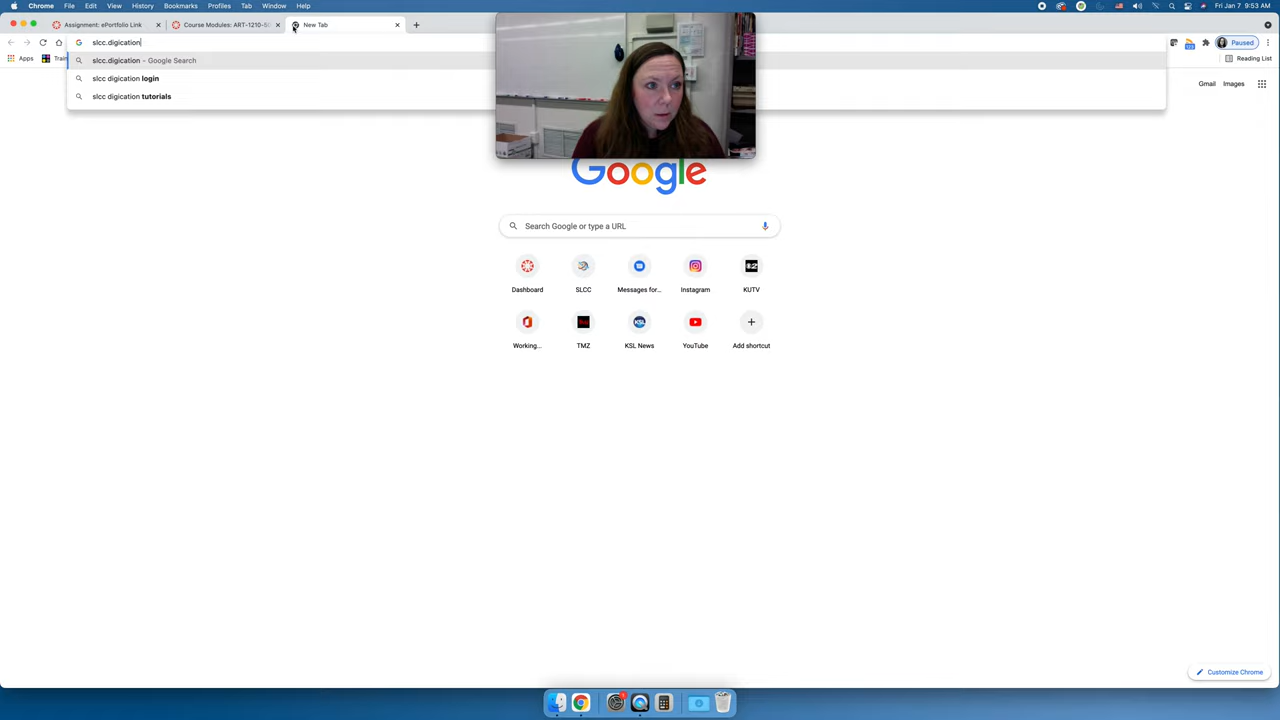 Chrome File Edit View History Bookmarks Profiles Tab Window Help Fri Jan 7 9:53 AM
Assignment: ePortfolio Link Course Modules: ART-1210-5 New Tab
slcc.digication Paused
Apps Train Reading List
slcc.digication - Google Search
slcc digication login
slcc digication tutorials
Gmail Images
Google
Search Google or type a URL
Dashboard SLCC Messages for... Instagram KUTV
Working... TMZ KSL News YouTube Add shortcut
Customize Chrome